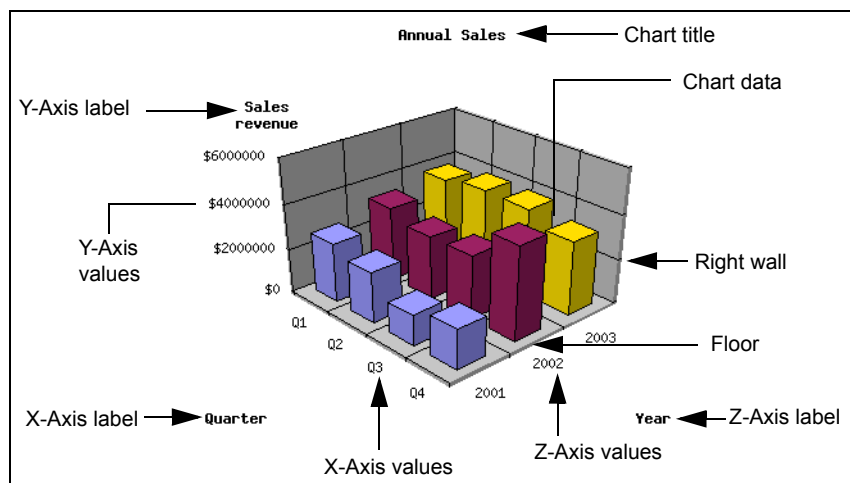 Annual Sales
Chart title
Chart data
Y-Axis label
Sales
revenue
$6000000
$4000000
$2000000
$0
Y-Axis
values
Right wall
Q1
Q2
Q3
Q4
2001
2002
2003
Floor
X-Axis label
Quarter
X-Axis values
Z-Axis values
Year
Z-Axis label